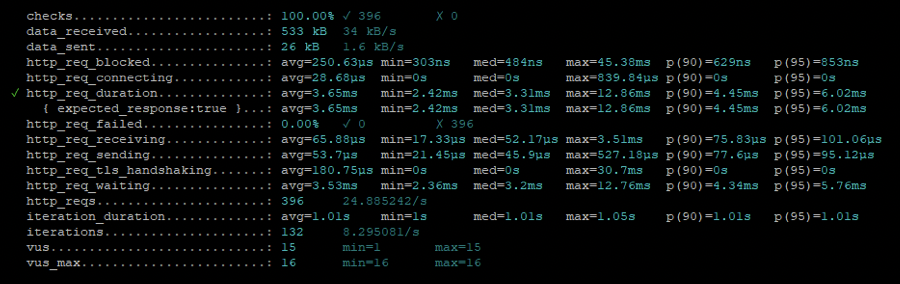 checks.........................: 100.00% ✓ 396 ✗ 0
data_received..................: 533 kB 34 kB/s
data_sent......................: 26 kB 1.6 kB/s
http_req_blocked...............: avg=250.63µs min=303ns med=484ns max=45.38ms p(90)=629ns p(95)=853ns
http_req_connecting............: avg=28.68µs min=0s med=0s max=839.84µs p(90)=0s p(95)=0s
✓ http_req_duration..............: avg=3.65ms min=2.42ms med=3.31ms max=12.86ms p(90)=4.45ms p(95)=6.02ms
{ expected_response:true }...: avg=3.65ms min=2.42ms med=3.31ms max=12.86ms p(90)=4.45ms p(95)=6.02ms
http_req_failed................: 0.00% ✓ 0 ✗ 396
http_req_receiving.............: avg=65.88µs min=17.33µs med=52.17µs max=3.51ms p(90)=75.83µs p(95)=101.06µs
http_req_sending...............: avg=53.7µs min=21.45µs med=45.9µs max=527.18µs p(90)=77.6µs p(95)=95.12µs
http_req_tls_handshaking.......: avg=180.75µs min=0s med=0s max=30.7ms p(90)=0s p(95)=0s
http_req_waiting...............: avg=3.53ms min=2.36ms med=3.2ms max=12.76ms p(90)=4.34ms p(95)=5.76ms
http_reqs......................: 396 24.885242/s
iteration_duration.............: avg=1.01s min=1s med=1.01s max=1.05s p(90)=1.01s p(95)=1.01s
iterations.....................: 132 8.295081/s
vus............................: 15 min=1 max=15
vus_max........................: 16 min=16 max=16